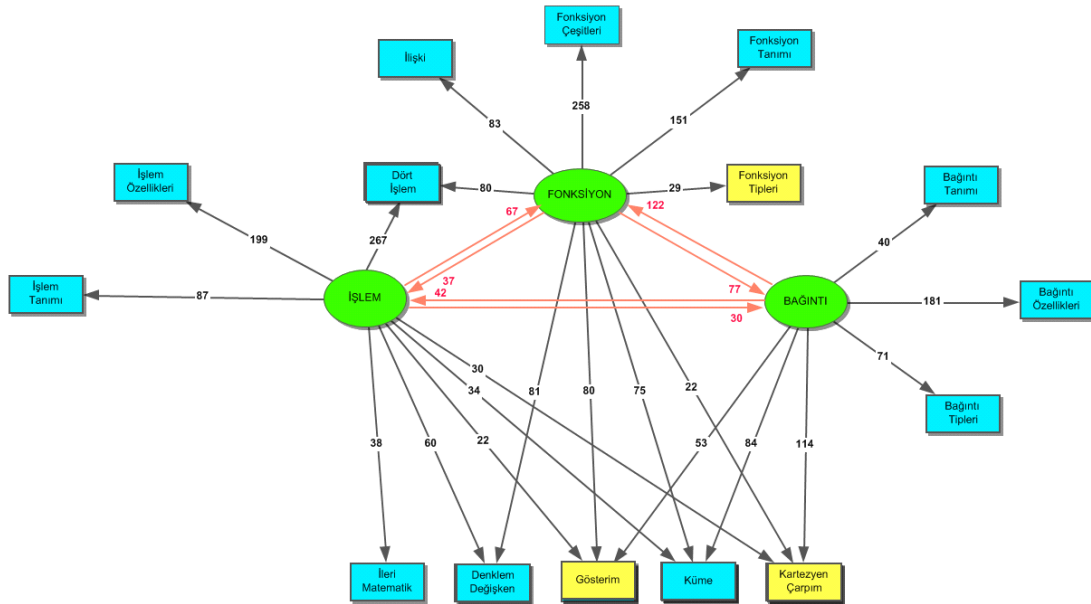 Fonksiyon
Çeşitleri
Fonksiyon
Tanımı
İlişki
258
151
83
İşlem
Özellikleri
Dört
İşlem
80
FONKSİYON
29
Fonksiyon
Tipleri
Bağıntı
Tanımı
67
122
199
267
40
37
77
İşlem
Tanımı
87
İŞLEM
42
30
BAĞINTI
181
Bağıntı
Özellikleri
71
30
34
81
80
75
22
Bağıntı
Tipleri
38
60
22
53
84
114
İleri
Matematik
Denklem
Değişken
Gösterim
Küme
Kartezyen
Çarpım